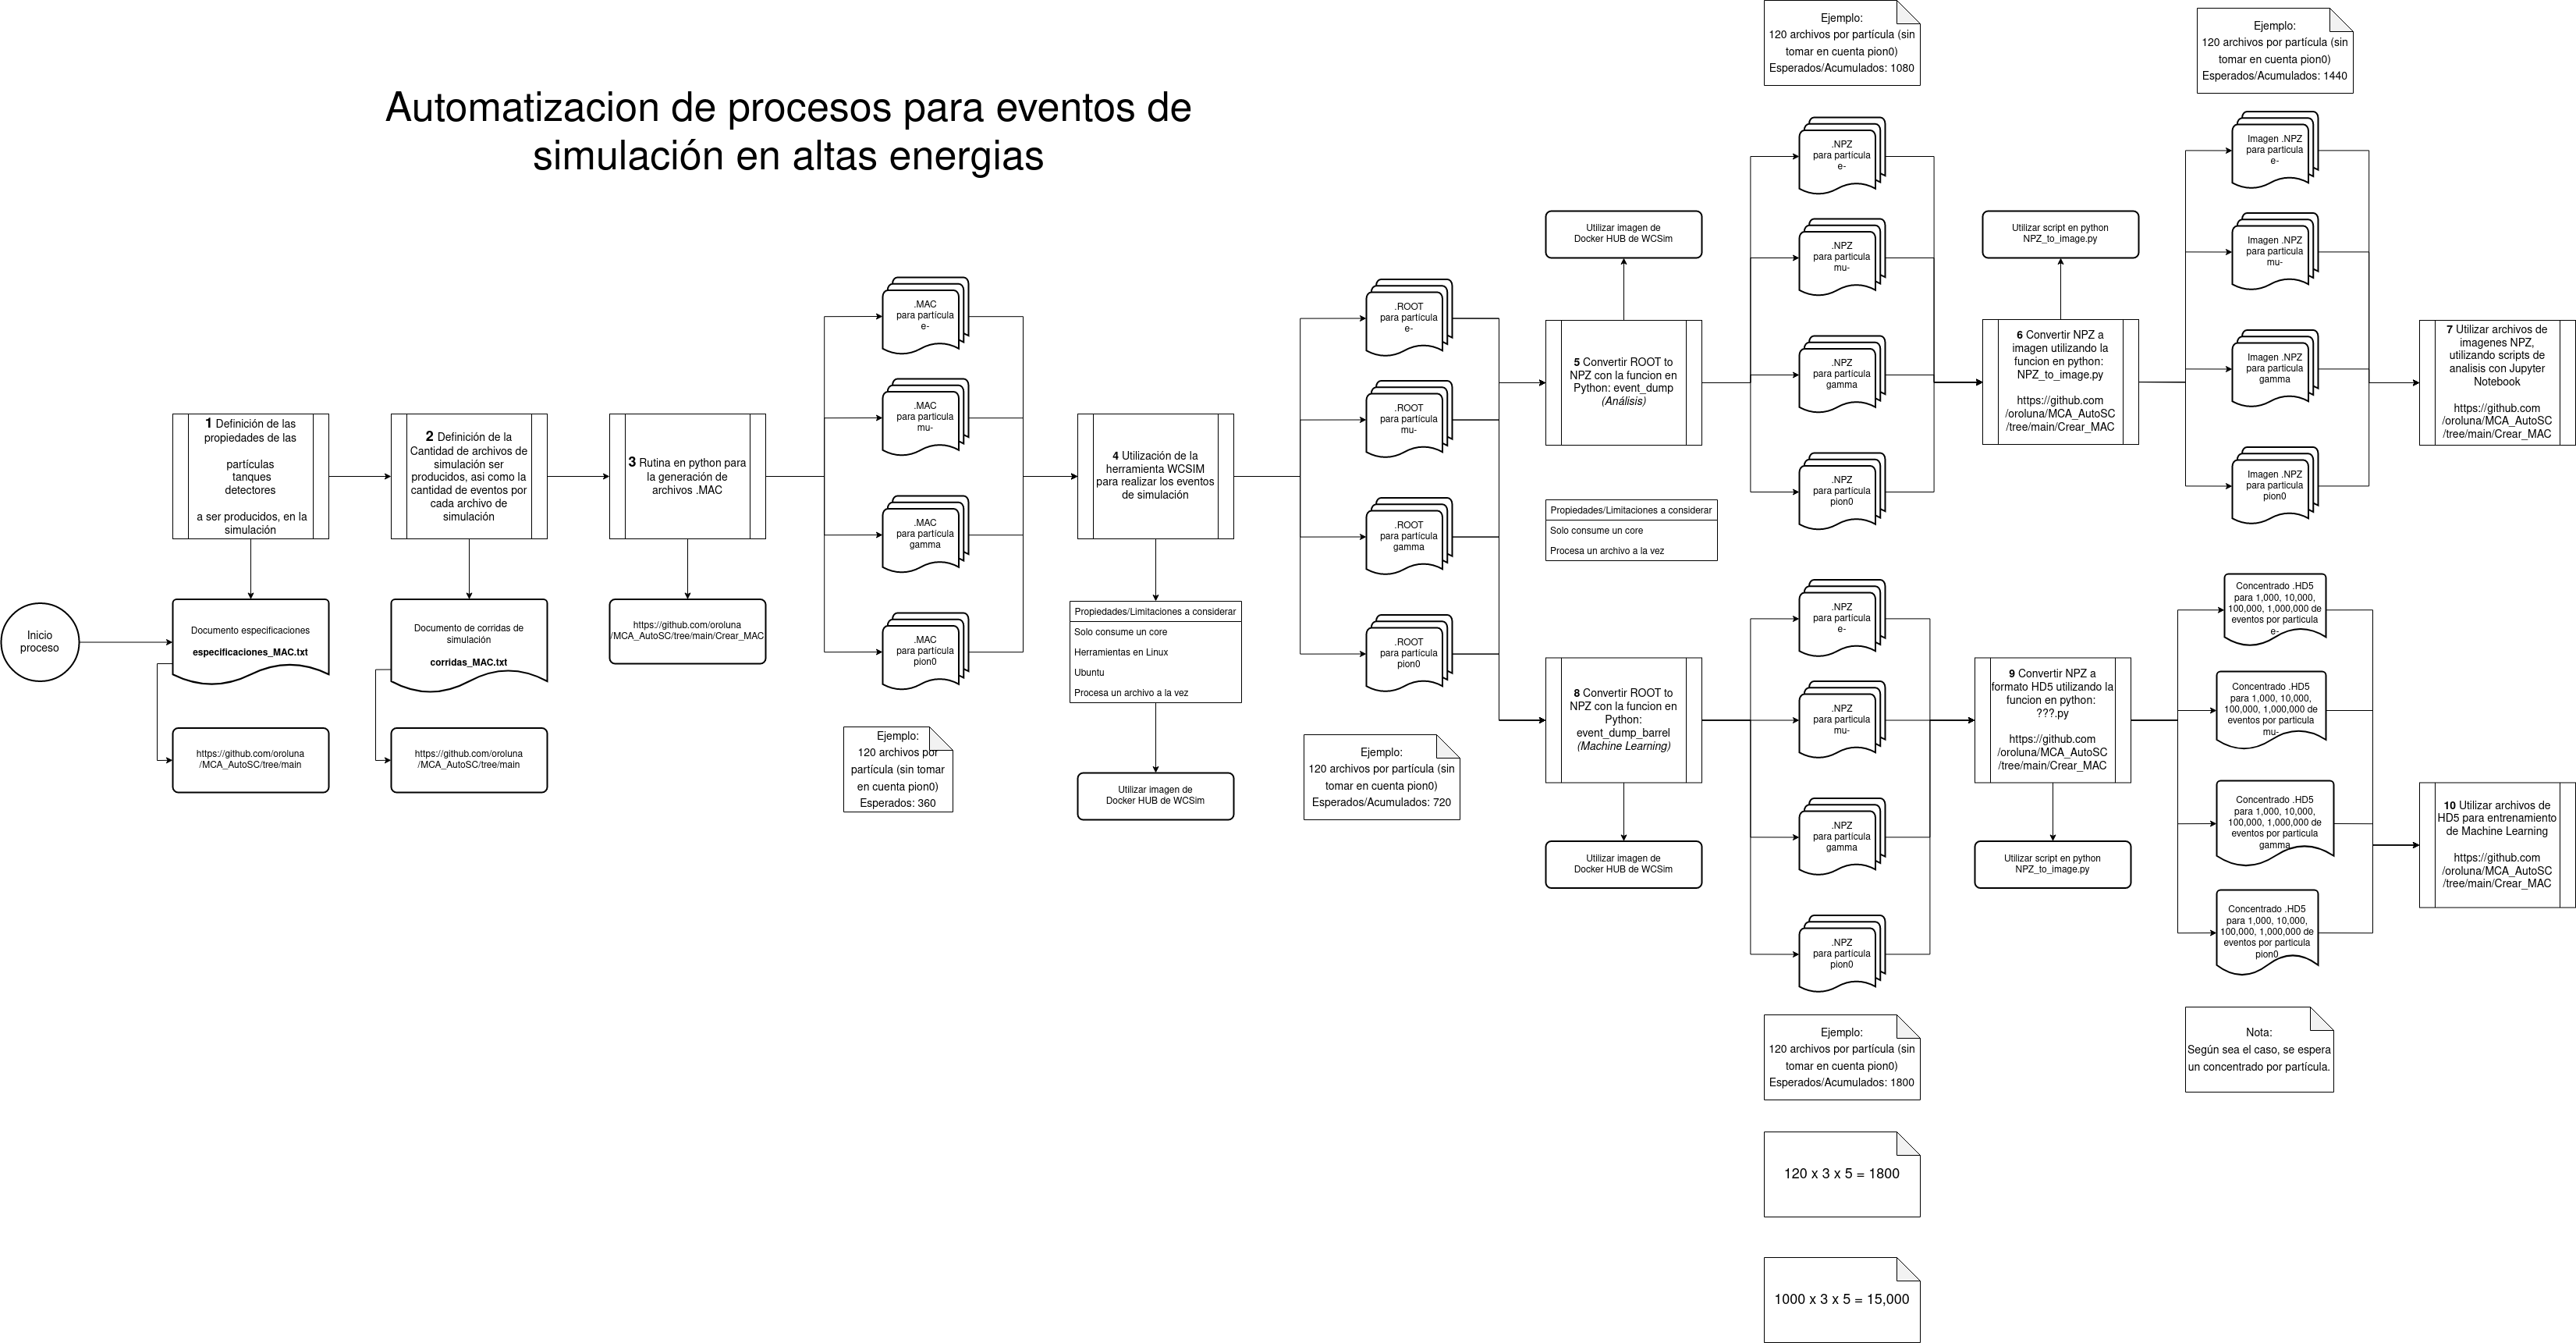 Automatizacion de procesos para eventos de
simulación en altas energias
Inicio
proceso
1 Definición de las
propiedades de las
partículas
tanques
detectores
a ser producidos, en la
simulación
Documento especificaciones
especificaciones_MAC.txt
https://github.com/oroluna
/MCA_AutoSC/tree/main
2 Definición de la
Cantidad de archivos de
simulación ser
producidos, asi como la
cantidad de eventos por
cada archivo de
simulación
Documento de corridas de
simulación
corridas_MAC.txt
https://github.com/oroluna
/MCA_AutoSC/tree/main
3 Rutina en python para
la generación de
archivos .MAC
https://github.com/oroluna
/MCA_AutoSC/tree/main/Crear_MAC
.MAC
para partícula
e-
.MAC
para particula
mu-
.MAC
para partícula
gamma
.MAC
para partícula
pion0
Ejemplo:
120 archivos por
partícula (sin tomar
en cuenta pion0)
Esperados: 360
4 Utilización de la
herramienta WCSIM
para realizar los eventos
de simulación
Propiedades/Limitaciones a considerar
Solo consume un core
Herramientas en Linux
Ubuntu
Procesa un archivo a la vez
Utilizar imagen de
Docker HUB de WCSim
.ROOT
para partícula
e-
.ROOT
para particula
mu-
.ROOT
para partícula
gamma
.ROOT
para partícula
pion0
Ejemplo:
120 archivos por partícula (sin
tomar en cuenta pion0)
Esperados/Acumulados: 720
Utilizar imagen de
Docker HUB de WCSim
5 Convertir ROOT to
NPZ con la funcion en
Python: event_dump
(Análisis)
Propiedades/Limitaciones a considerar
Solo consume un core
Procesa un archivo a la vez
Ejemplo:
120 archivos por partícula (sin
tomar en cuenta pion0)
Esperados/Acumulados: 1080
.NPZ
para partícula
e-
.NPZ
para particula
mu-
.NPZ
para partícula
gamma
.NPZ
para partícula
pion0
Utilizar script en python
NPZ_to_image.py
6 Convertir NPZ a
imagen utilizando la
funcion en python:
NPZ_to_image.py
https://github.com
/oroluna/MCA_AutoSC
/tree/main/Crear_MAC
Ejemplo:
120 archivos por partícula (sin
tomar en cuenta pion0)
Esperados/Acumulados: 1440
Imagen .NPZ
para particula
e-
Imagen .NPZ
para particula
mu-
Imagen .NPZ
para particula
gamma
Imagen .NPZ
para particula
pion0
7 Utilizar archivos de
imagenes NPZ,
utilizando scripts de
analisis con Jupyter
Notebook
https://github.com
/oroluna/MCA_AutoSC
/tree/main/Crear_MAC
8 Convertir ROOT to
NPZ con la funcion en
Python:
event_dump_barrel
(Machine Learning)
Utilizar imagen de
Docker HUB de WCSim
.NPZ
para partícula
e-
.NPZ
para particula
mu-
.NPZ
para partícula
gamma
.NPZ
para partícula
pion0
Ejemplo:
120 archivos por partícula (sin
tomar en cuenta pion0)
Esperados/Acumulados: 1800
120 x 3 x 5 = 1800
1000 x 3 x 5 = 15,000
9 Convertir NPZ a
formato HD5 utilizando la
funcion en python:
???.py
https://github.com
/oroluna/MCA_AutoSC
/tree/main/Crear_MAC
Utilizar script en python
NPZ_to_image.py
Concentrado .HD5
para 1,000, 10,000,
100,000, 1,000,000 de
eventos por particula
e-
Concentrado .HD5
para 1,000, 10,000,
100,000, 1,000,000 de
eventos por particula
mu-
Concentrado .HD5
para 1,000, 10,000,
100,000, 1,000,000 de
eventos por particula
gamma
Concentrado .HD5
para 1,000, 10,000,
100,000, 1,000,000 de
eventos por particula
pion0
Nota:
Según sea el caso, se espera
un concentrado por partícula.
10 Utilizar archivos de
HD5 para entrenamiento
de Machine Learning
https://github.com
/oroluna/MCA_AutoSC
/tree/main/Crear_MAC